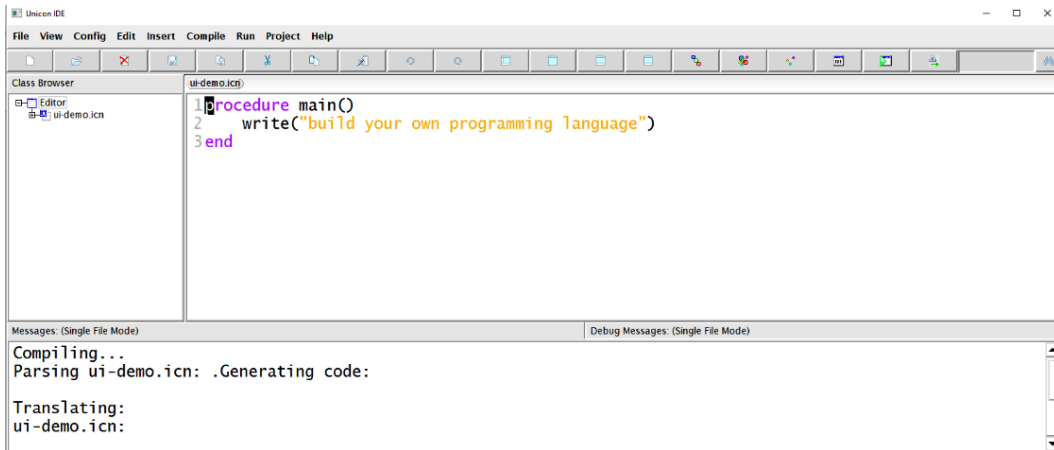 Unicon IDE
File View Config Edit Insert Compile Run Project Help
Class Browser
ui-demo.icn
Editor
ui-demo.icn
1 procedure main()
2 write("build your own programming language")
3 end
Messages: (Single File Mode)
Debug Messages: (Single File Mode)
Compiling...
Parsing ui-demo.icn: .Generating code:
Translating:
ui-demo.icn: